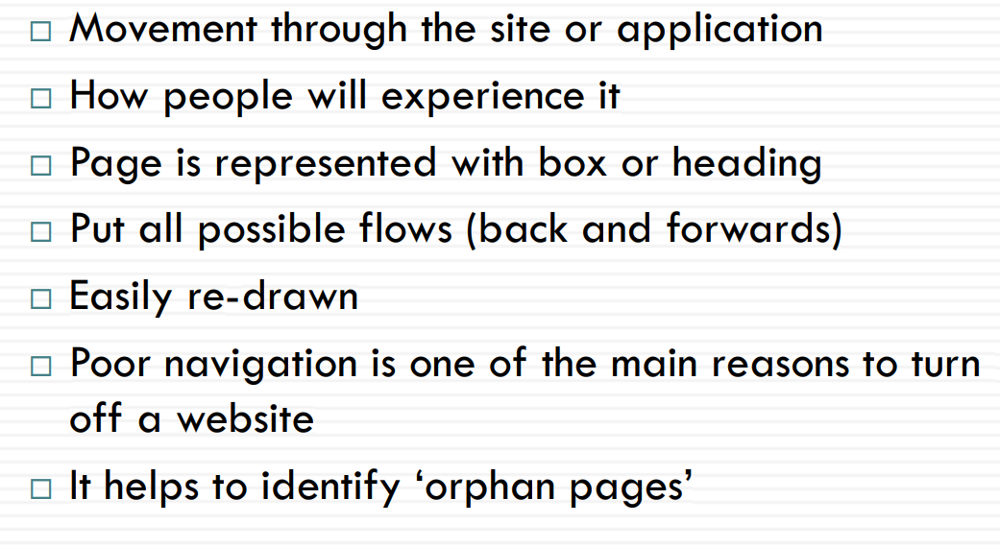 Movement through the site or application
How people will experience it
Page is represented with box or heading
Put all possible flows (back and forwards)
Easily re-drawn
Poor navigation is one of the main reasons to turn
off a website
It helps to identify ‘orphan pages’